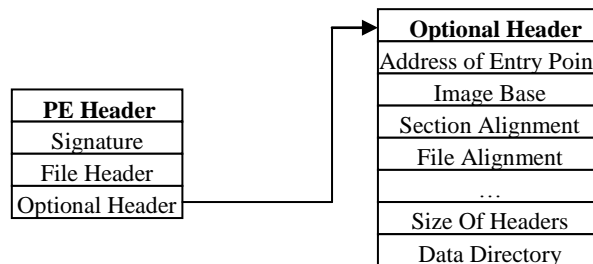 PE Header
Signature
File Header
Optional Header
Optional Header
Address of Entry Poin
Image Base
Section Alignment
File Alignment
…
Size Of Headers
Data Directory